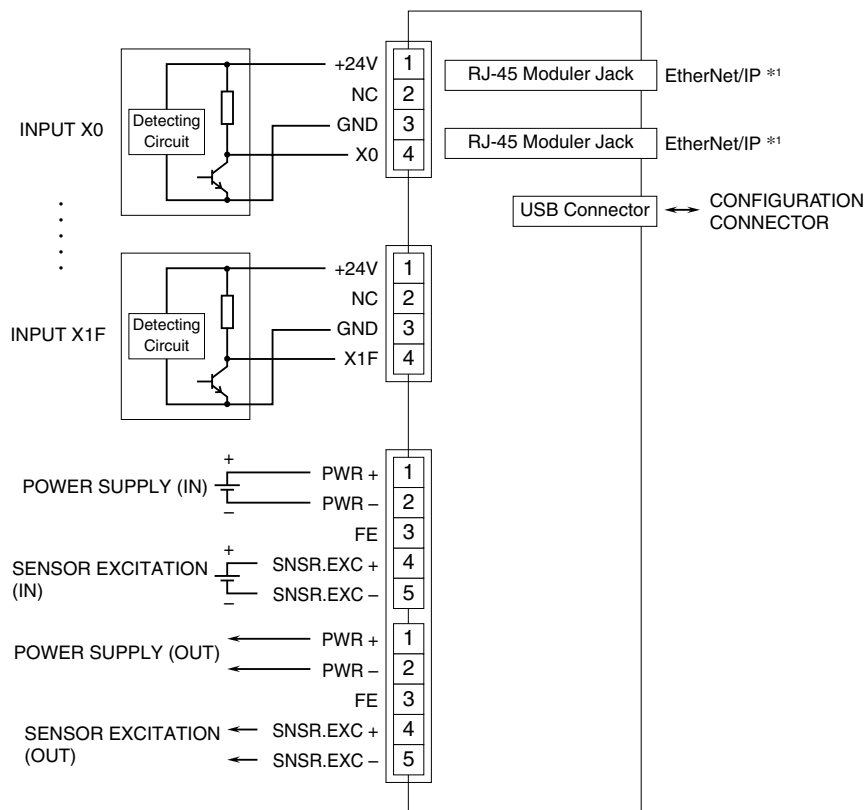 INPUT X0
Detecting
Circuit
+24V
NC
GND
X0
1
2
3
4
RJ-45 Moduler Jack
EtherNet/IP *1
RJ-45 Moduler Jack
EtherNet/IP *1
USB Connector
CONFIGURATION
CONNECTOR
INPUT X1F
Detecting
Circuit
+24V
NC
GND
X1F
1
2
3
4
POWER SUPPLY (IN)
+
–
PWR +
PWR –
FE
SENSOR EXCITATION
(IN)
+
–
SNSR.EXC +
SNSR.EXC –
1
2
3
4
5
POWER SUPPLY (OUT)
PWR +
PWR –
FE
SENSOR EXCITATION
(OUT)
SNSR.EXC +
SNSR.EXC –
1
2
3
4
5